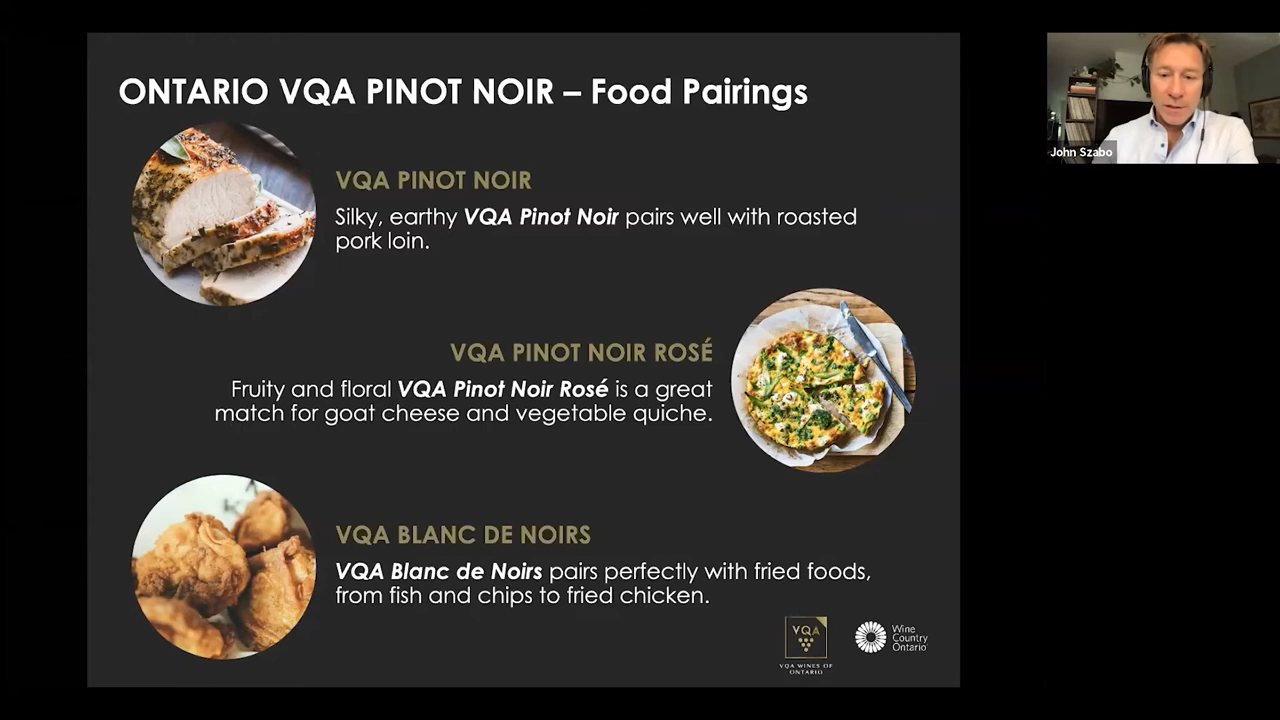 ONTARIO VQA PINOT NOIR – Food Pairings
VQA PINOT NOIR
Silky, earthy VQA Pinot Noir pairs well with roasted
pork loin.
VQA PINOT NOIR ROSÉ
Fruity and floral VQA Pinot Noir Rosé is a great
match for goat cheese and vegetable quiche.
VQA BLANC DE NOIRS
VQA Blanc de Noirs pairs perfectly with fried foods,
from fish and chips to fried chicken.
VQA
VQA WINES OF
ONTARIO
Wine
Country
Ontario
John Szabo